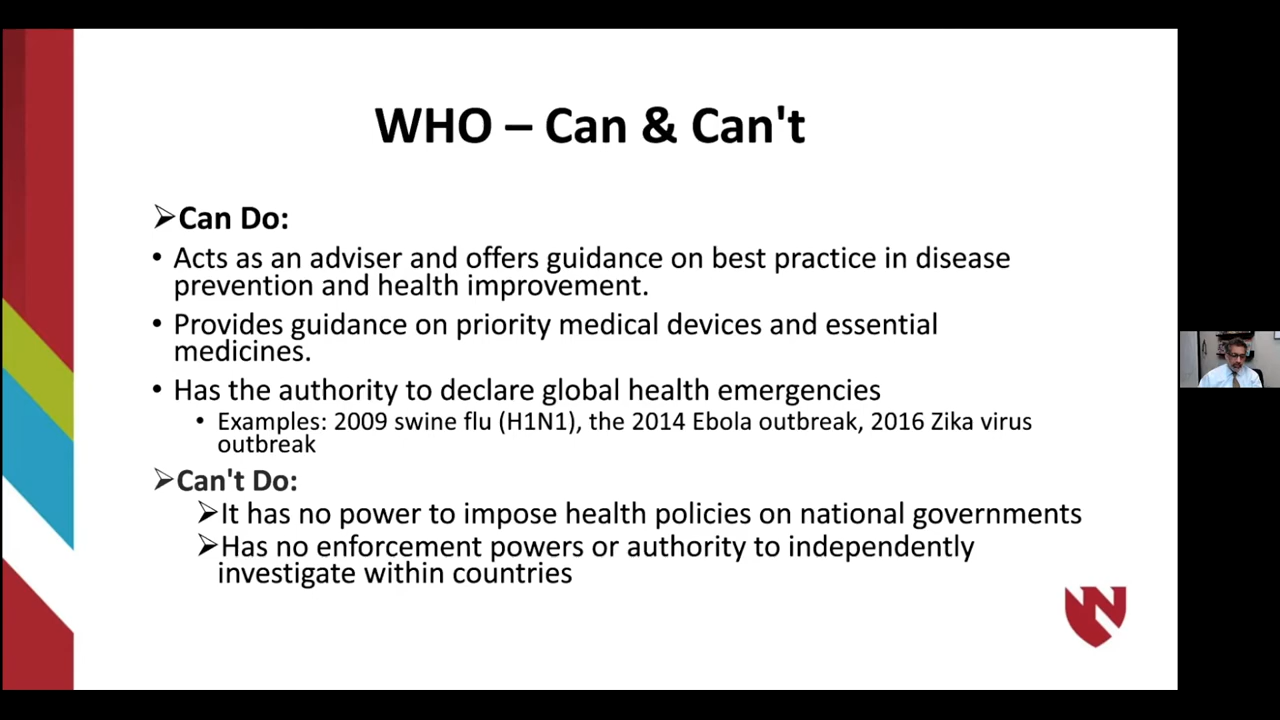 WHO – Can & Can't
➢Can Do:
• Acts as an adviser and offers guidance on best practice in disease
prevention and health improvement.
• Provides guidance on priority medical devices and essential
medicines.
• Has the authority to declare global health emergencies
• Examples: 2009 swine flu (H1N1), the 2014 Ebola outbreak, 2016 Zika virus
outbreak
➢Can't Do:
➢It has no power to impose health policies on national governments
➢Has no enforcement powers or authority to independently
investigate within countries